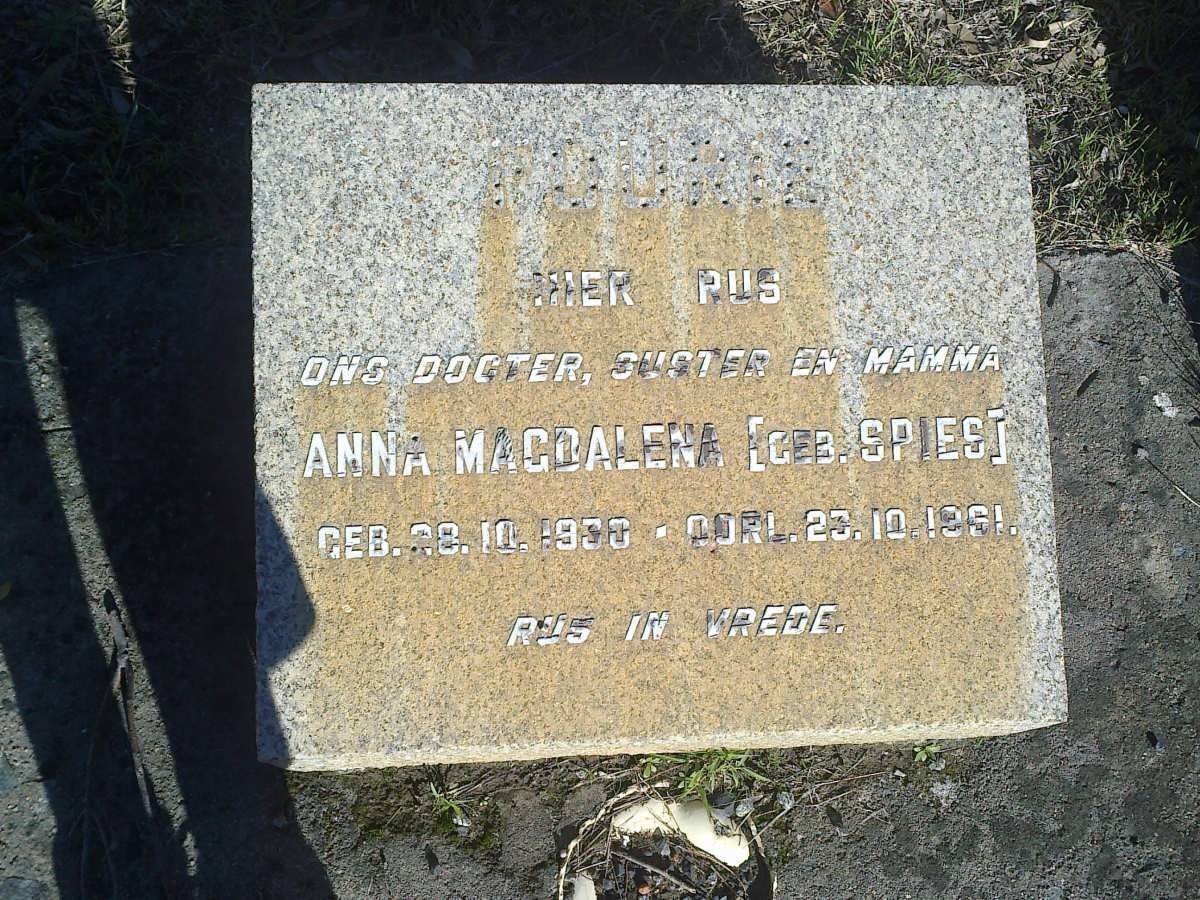 FOURIE
HIER RUS
ONS DOGTER, SUSTER EN MAMMA
ANNA MAGDALENA [GEB. SPIES]
GEB. 28. 10. 1930 · OORL. 23. 10. 1961.
RUS IN VREDE.